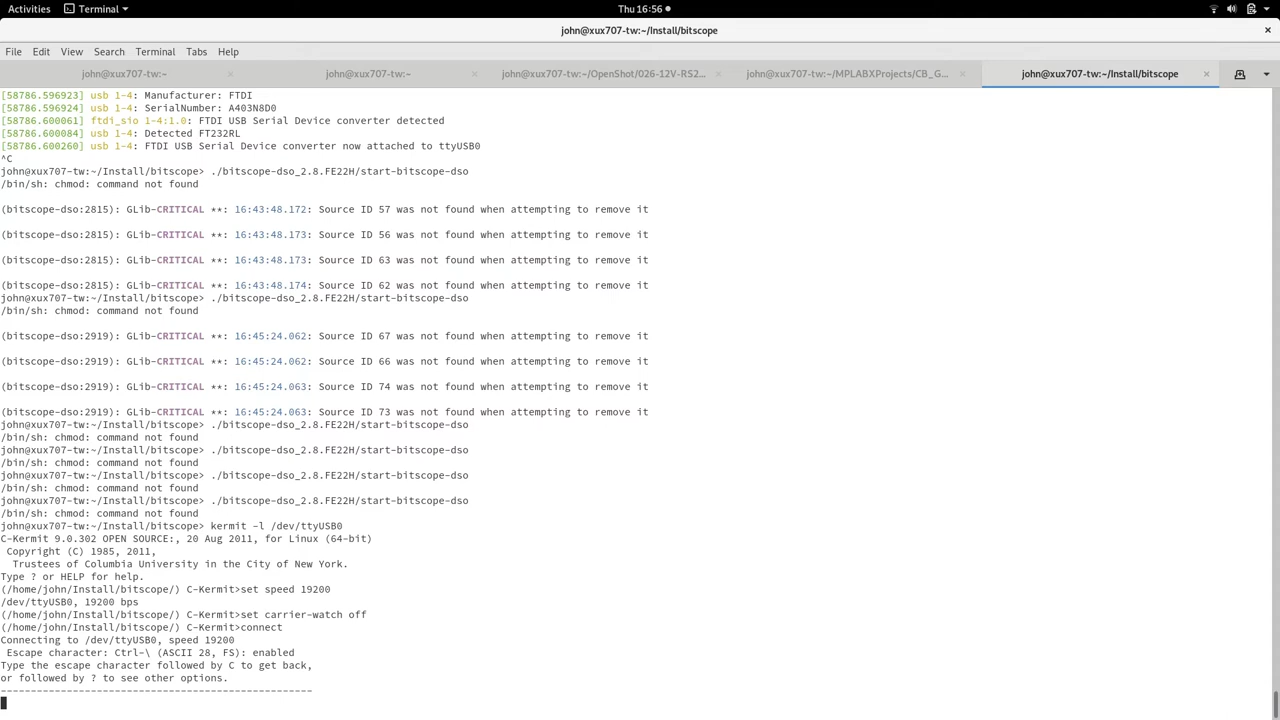 Activities
Terminal
Thu 16:56
john@xux707-tw:~/Install/bitscope
File Edit View Search Terminal Tabs Help
john@xux707-tw:~
john@xux707-tw:~
john@xux707-tw:~/OpenShot/026-12V-RS2...
john@xux707-tw:~/MPLABXProjects/CB_G...
john@xux707-tw:~/Install/bitscope
[58786.596923] usb 1-4: Manufacturer: FTDI
[58786.596924] usb 1-4: SerialNumber: A403N8D0
[58786.600061] ftdi_sio 1-4:1.0: FTDI USB Serial Device converter detected
[58786.600084] usb 1-4: Detected FT232RL
[58786.600260] usb 1-4: FTDI USB Serial Device converter now attached to ttyUSB0
^C
john@xux707-tw:~/Install/bitscope> ./bitscope-dso_2.8.FE22H/start-bitscope-dso
/bin/sh: chmod: command not found
(bitscope-dso:2815): GLib-CRITICAL **: 16:43:48.172: Source ID 57 was not found when attempting to remove it
(bitscope-dso:2815): GLib-CRITICAL **: 16:43:48.173: Source ID 56 was not found when attempting to remove it
(bitscope-dso:2815): GLib-CRITICAL **: 16:43:48.173: Source ID 63 was not found when attempting to remove it
(bitscope-dso:2815): GLib-CRITICAL **: 16:43:48.174: Source ID 62 was not found when attempting to remove it
john@xux707-tw:~/Install/bitscope> ./bitscope-dso_2.8.FE22H/start-bitscope-dso
/bin/sh: chmod: command not found
(bitscope-dso:2919): GLib-CRITICAL **: 16:45:24.062: Source ID 67 was not found when attempting to remove it
(bitscope-dso:2919): GLib-CRITICAL **: 16:45:24.062: Source ID 66 was not found when attempting to remove it
(bitscope-dso:2919): GLib-CRITICAL **: 16:45:24.063: Source ID 74 was not found when attempting to remove it
(bitscope-dso:2919): GLib-CRITICAL **: 16:45:24.063: Source ID 73 was not found when attempting to remove it
john@xux707-tw:~/Install/bitscope> ./bitscope-dso_2.8.FE22H/start-bitscope-dso
/bin/sh: chmod: command not found
john@xux707-tw:~/Install/bitscope> ./bitscope-dso_2.8.FE22H/start-bitscope-dso
/bin/sh: chmod: command not found
john@xux707-tw:~/Install/bitscope> ./bitscope-dso_2.8.FE22H/start-bitscope-dso
/bin/sh: chmod: command not found
john@xux707-tw:~/Install/bitscope> ./bitscope-dso_2.8.FE22H/start-bitscope-dso
/bin/sh: chmod: command not found
john@xux707-tw:~/Install/bitscope> kermit -l /dev/ttyUSB0
C-Kermit 9.0.302 OPEN SOURCE:, 20 Aug 2011, for Linux (64-bit)
Copyright (C) 1985, 2011,
Trustees of Columbia University in the City of New York.
Type ? or HELP for help.
(/home/john/Install/bitscope/) C-Kermit>set speed 19200
/dev/ttyUSB0, 19200 bps
(/home/john/Install/bitscope/) C-Kermit>set carrier-watch off
(/home/john/Install/bitscope/) C-Kermit>connect
Connecting to /dev/ttyUSB0, speed 19200
Escape character: Ctrl-\ (ASCII 28, FS): enabled
Type the escape character followed by C to get back,
or followed by ? to see other options.
----------------------------------------------------